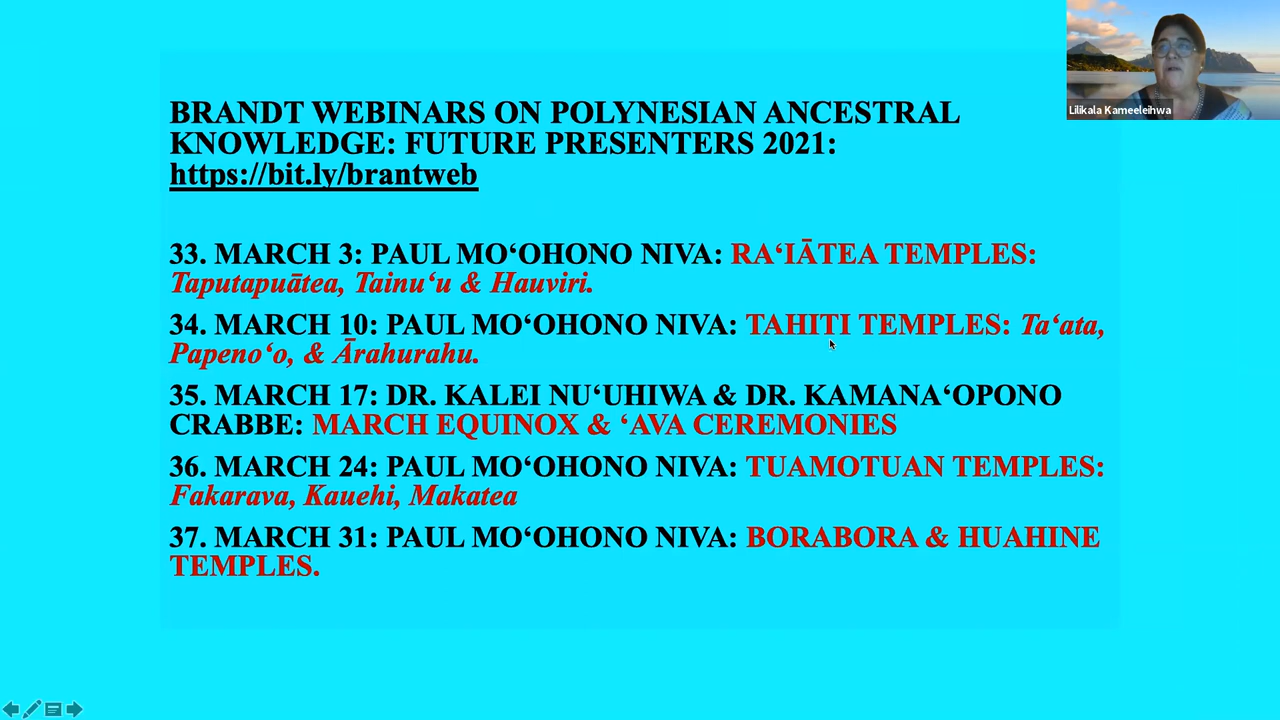 Lilikala Kameeleihwa
BRANDT WEBINARS ON POLYNESIAN ANCESTRAL
KNOWLEDGE: FUTURE PRESENTERS 2021:
https://bit.ly/brantweb
33. MARCH 3: PAUL MOʻOHONO NIVA: RAʻIĀTEA TEMPLES:
Taputapuātea, Tainuʻu & Hauviri.
34. MARCH 10: PAUL MOʻOHONO NIVA: TAHITI TEMPLES: Taʻata,
Papenoʻo, & Ārahurahu.
35. MARCH 17: DR. KALEI NUʻUHIWA & DR. KAMANAʻOPONO
CRABBE: MARCH EQUINOX & ʻAVA CEREMONIES
36. MARCH 24: PAUL MOʻOHONO NIVA: TUAMOTUAN TEMPLES:
Fakarava, Kauehi, Makatea
37. MARCH 31: PAUL MOʻOHONO NIVA: BORABORA & HUAHINE
TEMPLES.